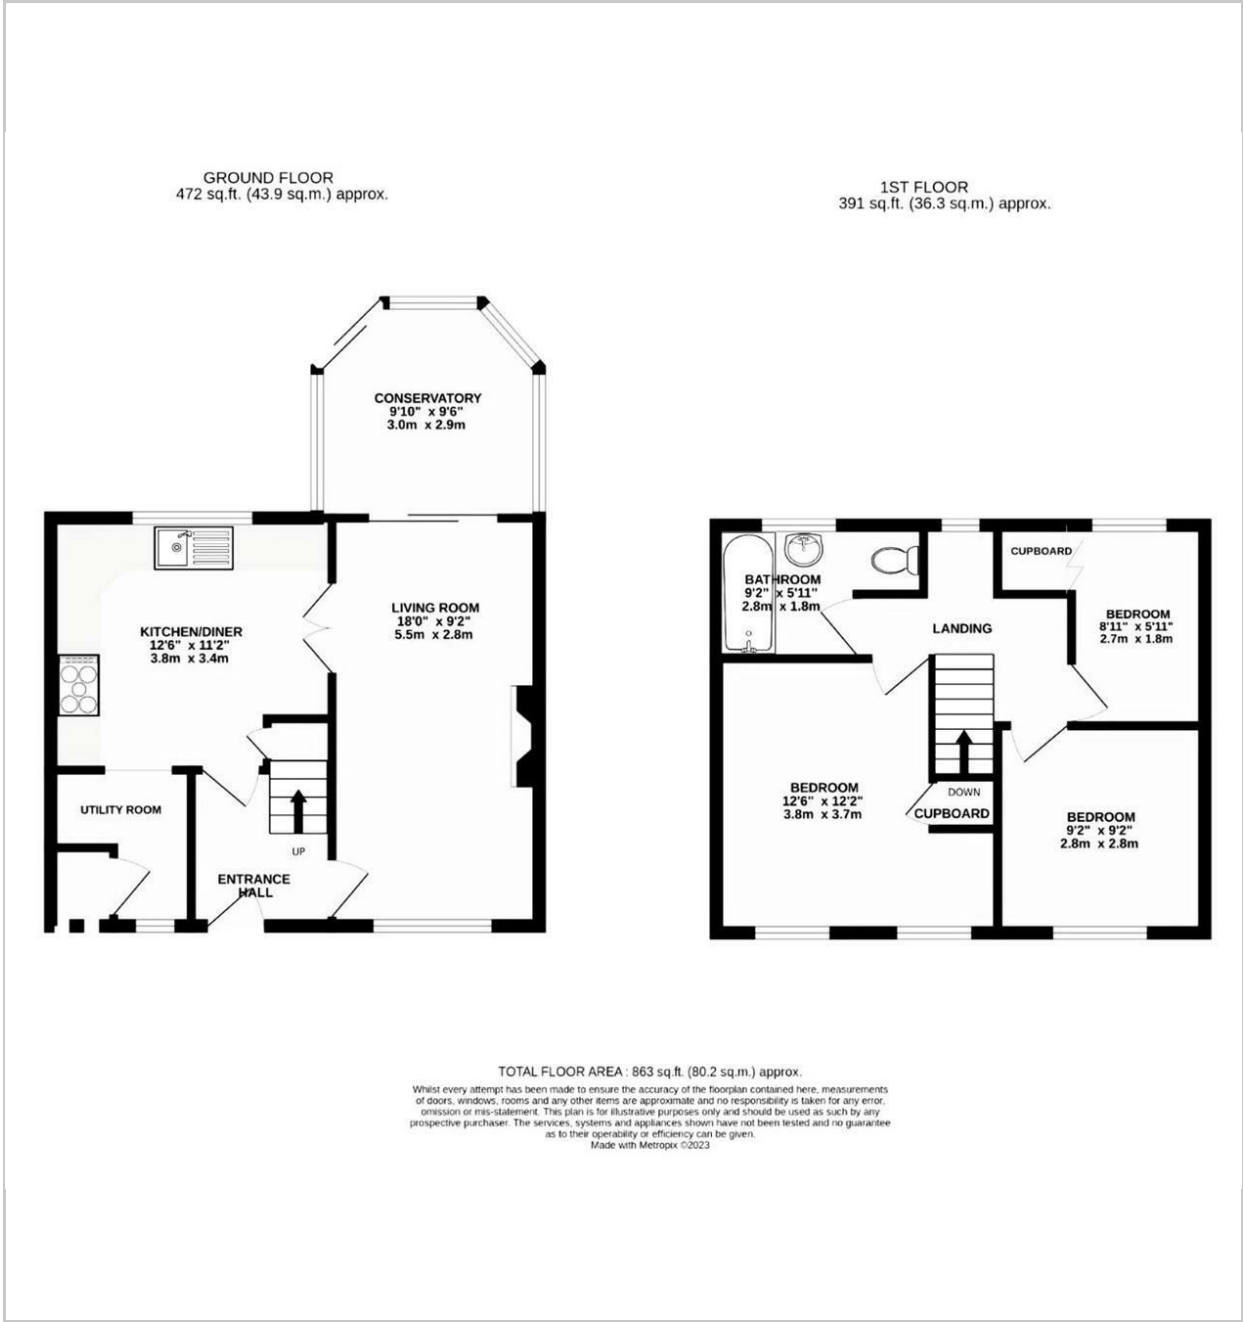 GROUND FLOOR
472 sq.ft. (43.9 sq.m.) approx.
1ST FLOOR
391 sq.ft. (36.3 sq.m.) approx.
CONSERVATORY
9'10" x 9'6"
3.0m x 2.9m
KITCHEN/DINER
12'6" x 11'2"
3.8m x 3.4m
LIVING ROOM
18'0" x 9'2"
5.5m x 2.8m
UTILITY ROOM
UP
ENTRANCE
HALL
BATHROOM
9'2" x 5'11"
2.8m x 1.8m
CUPBOARD
LANDING
BEDROOM
8'11" x 5'11"
2.7m x 1.8m
BEDROOM
12'6" x 12'2"
3.8m x 3.7m
DOWN
CUPBOARD
BEDROOM
9'2" x 9'2"
2.8m x 2.8m
TOTAL FLOOR AREA : 863 sq.ft. (80.2 sq.m.) approx.
Whilst every attempt has been made to ensure the accuracy of the floorplan contained here, measurements
of doors, windows, rooms and any other items are approximate and no responsibility is taken for any error,
omission or mis-statement. This plan is for illustrative purposes only and should be used as such by any
prospective purchaser. The services, systems and appliances shown have not been tested and no guarantee
as to their operability or efficiency can be given.
Made with Metropix ©2023